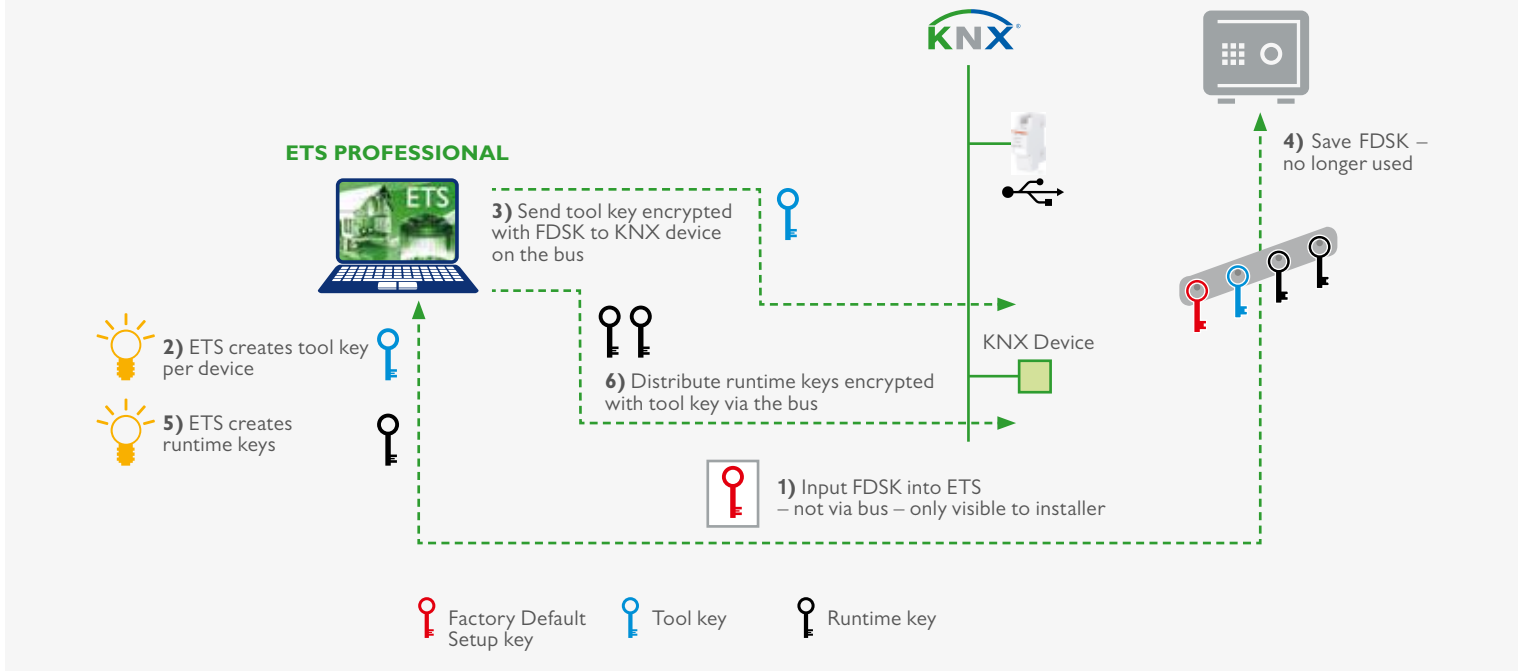 KNX®
ETS PROFESSIONAL
ETS
4) Save FDSK –
no longer used
3) Send tool key encrypted
with FDSK to KNX device
on the bus
2) ETS creates tool key
per device
KNX Device
6) Distribute runtime keys encrypted
with tool key via the bus
5) ETS creates
runtime keys
1) Input FDSK into ETS
– not via bus – only visible to installer
Factory Default
Setup key
Tool key
Runtime key